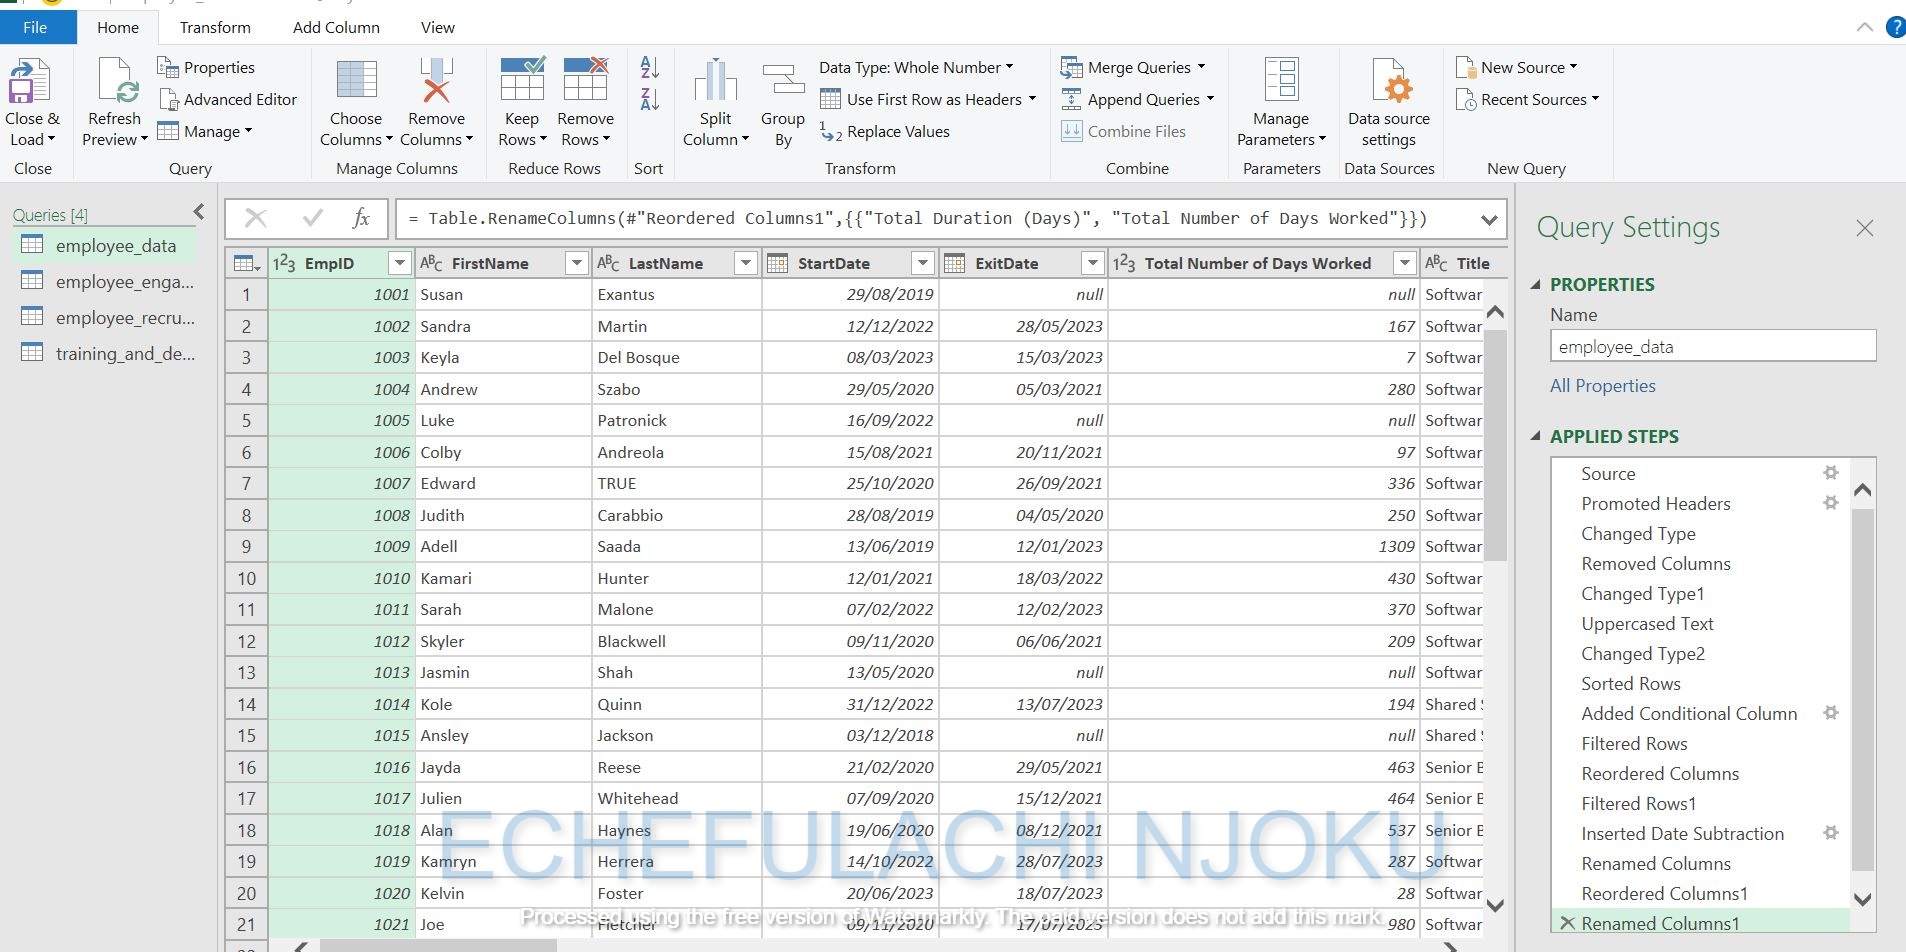 File Home Transform Add Column View
Close & Load
Close
Refresh Preview
Properties
Advanced Editor
Manage
Query
Choose Columns
Remove Columns
Manage Columns
Keep Rows
Remove Rows
Reduce Rows
Sort
Split Column
Group By
Data Type: Whole Number
Use First Row as Headers
Replace Values
Transform
Merge Queries
Append Queries
Combine Files
Combine
Manage Parameters
Parameters
Data source settings
Data Sources
New Source
Recent Sources
New Query
Queries [4]
employee_data
employee_enga...
employee_recru...
training_and_de...
fx = Table.RenameColumns(#"Reordered Columns1",{{"Total Duration (Days)", "Total Number of Days Worked"}})
EmpID FirstName LastName StartDate ExitDate Total Number of Days Worked Title
1 1001 Susan Exantus 29/08/2019 null null Softwar
2 1002 Sandra Martin 12/12/2022 28/05/2023 167 Softwar
3 1003 Keyla Del Bosque 08/03/2023 15/03/2023 7 Softwar
4 1004 Andrew Szabo 29/05/2020 05/03/2021 280 Softwar
5 1005 Luke Patronick 16/09/2022 null null Softwar
6 1006 Colby Andreola 15/08/2021 20/11/2021 97 Softwar
7 1007 Edward TRUE 25/10/2020 26/09/2021 336 Softwar
8 1008 Judith Carabbio 28/08/2019 04/05/2020 250 Softwar
9 1009 Adell Saada 13/06/2019 12/01/2023 1309 Softwar
10 1010 Kamari Hunter 12/01/2021 18/03/2022 430 Softwar
11 1011 Sarah Malone 07/02/2022 12/02/2023 370 Softwar
12 1012 Skyler Blackwell 09/11/2020 06/06/2021 209 Softwar
13 1013 Jasmin Shah 13/05/2020 null null Softwar
14 1014 Kole Quinn 31/12/2022 13/07/2023 194 Shared
15 1015 Ansley Jackson 03/12/2018 null null Shared
16 1016 Jayda Reese 21/02/2020 29/05/2021 463 Senior
17 1017 Julien Whitehead 07/09/2020 15/12/2021 464 Senior
18 1018 Alan Haynes 19/06/2020 08/12/2021 537 Senior
19 1019 Kamryn Herrera 14/10/2022 28/07/2023 287 Softwar
20 1020 Kelvin Foster 20/06/2023 18/07/2023 28 Softwar
21 1021 Joe Fletcher 09/11/2020 17/07/2023 980 Softwar
ECHEFULACHI NJOKU
Processed using the free version of Watermarkly. The paid version does not add this mark.
Query Settings
PROPERTIES
Name
employee_data
All Properties
APPLIED STEPS
Source
Promoted Headers
Changed Type
Removed Columns
Changed Type1
Uppercased Text
Changed Type2
Sorted Rows
Added Conditional Column
Filtered Rows
Reordered Columns
Filtered Rows1
Inserted Date Subtraction
Renamed Columns
Reordered Columns1
Renamed Columns1